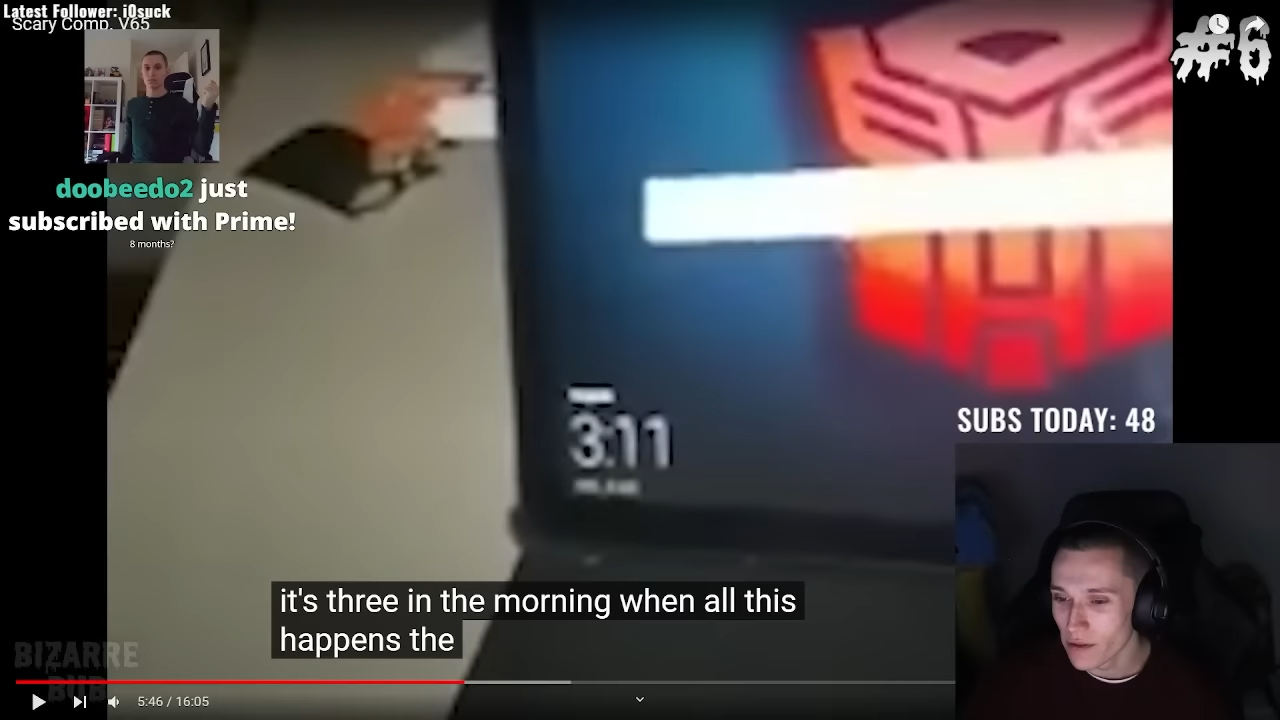 Latest Follower: i0suck
Scary Comp. V65
#6
doobeedo2 just
subscribed with Prime!
8 months?
3:11
SUBS TODAY: 48
it's three in the morning when all this
happens the
BIZARRE
BUB
5:46 / 16:05